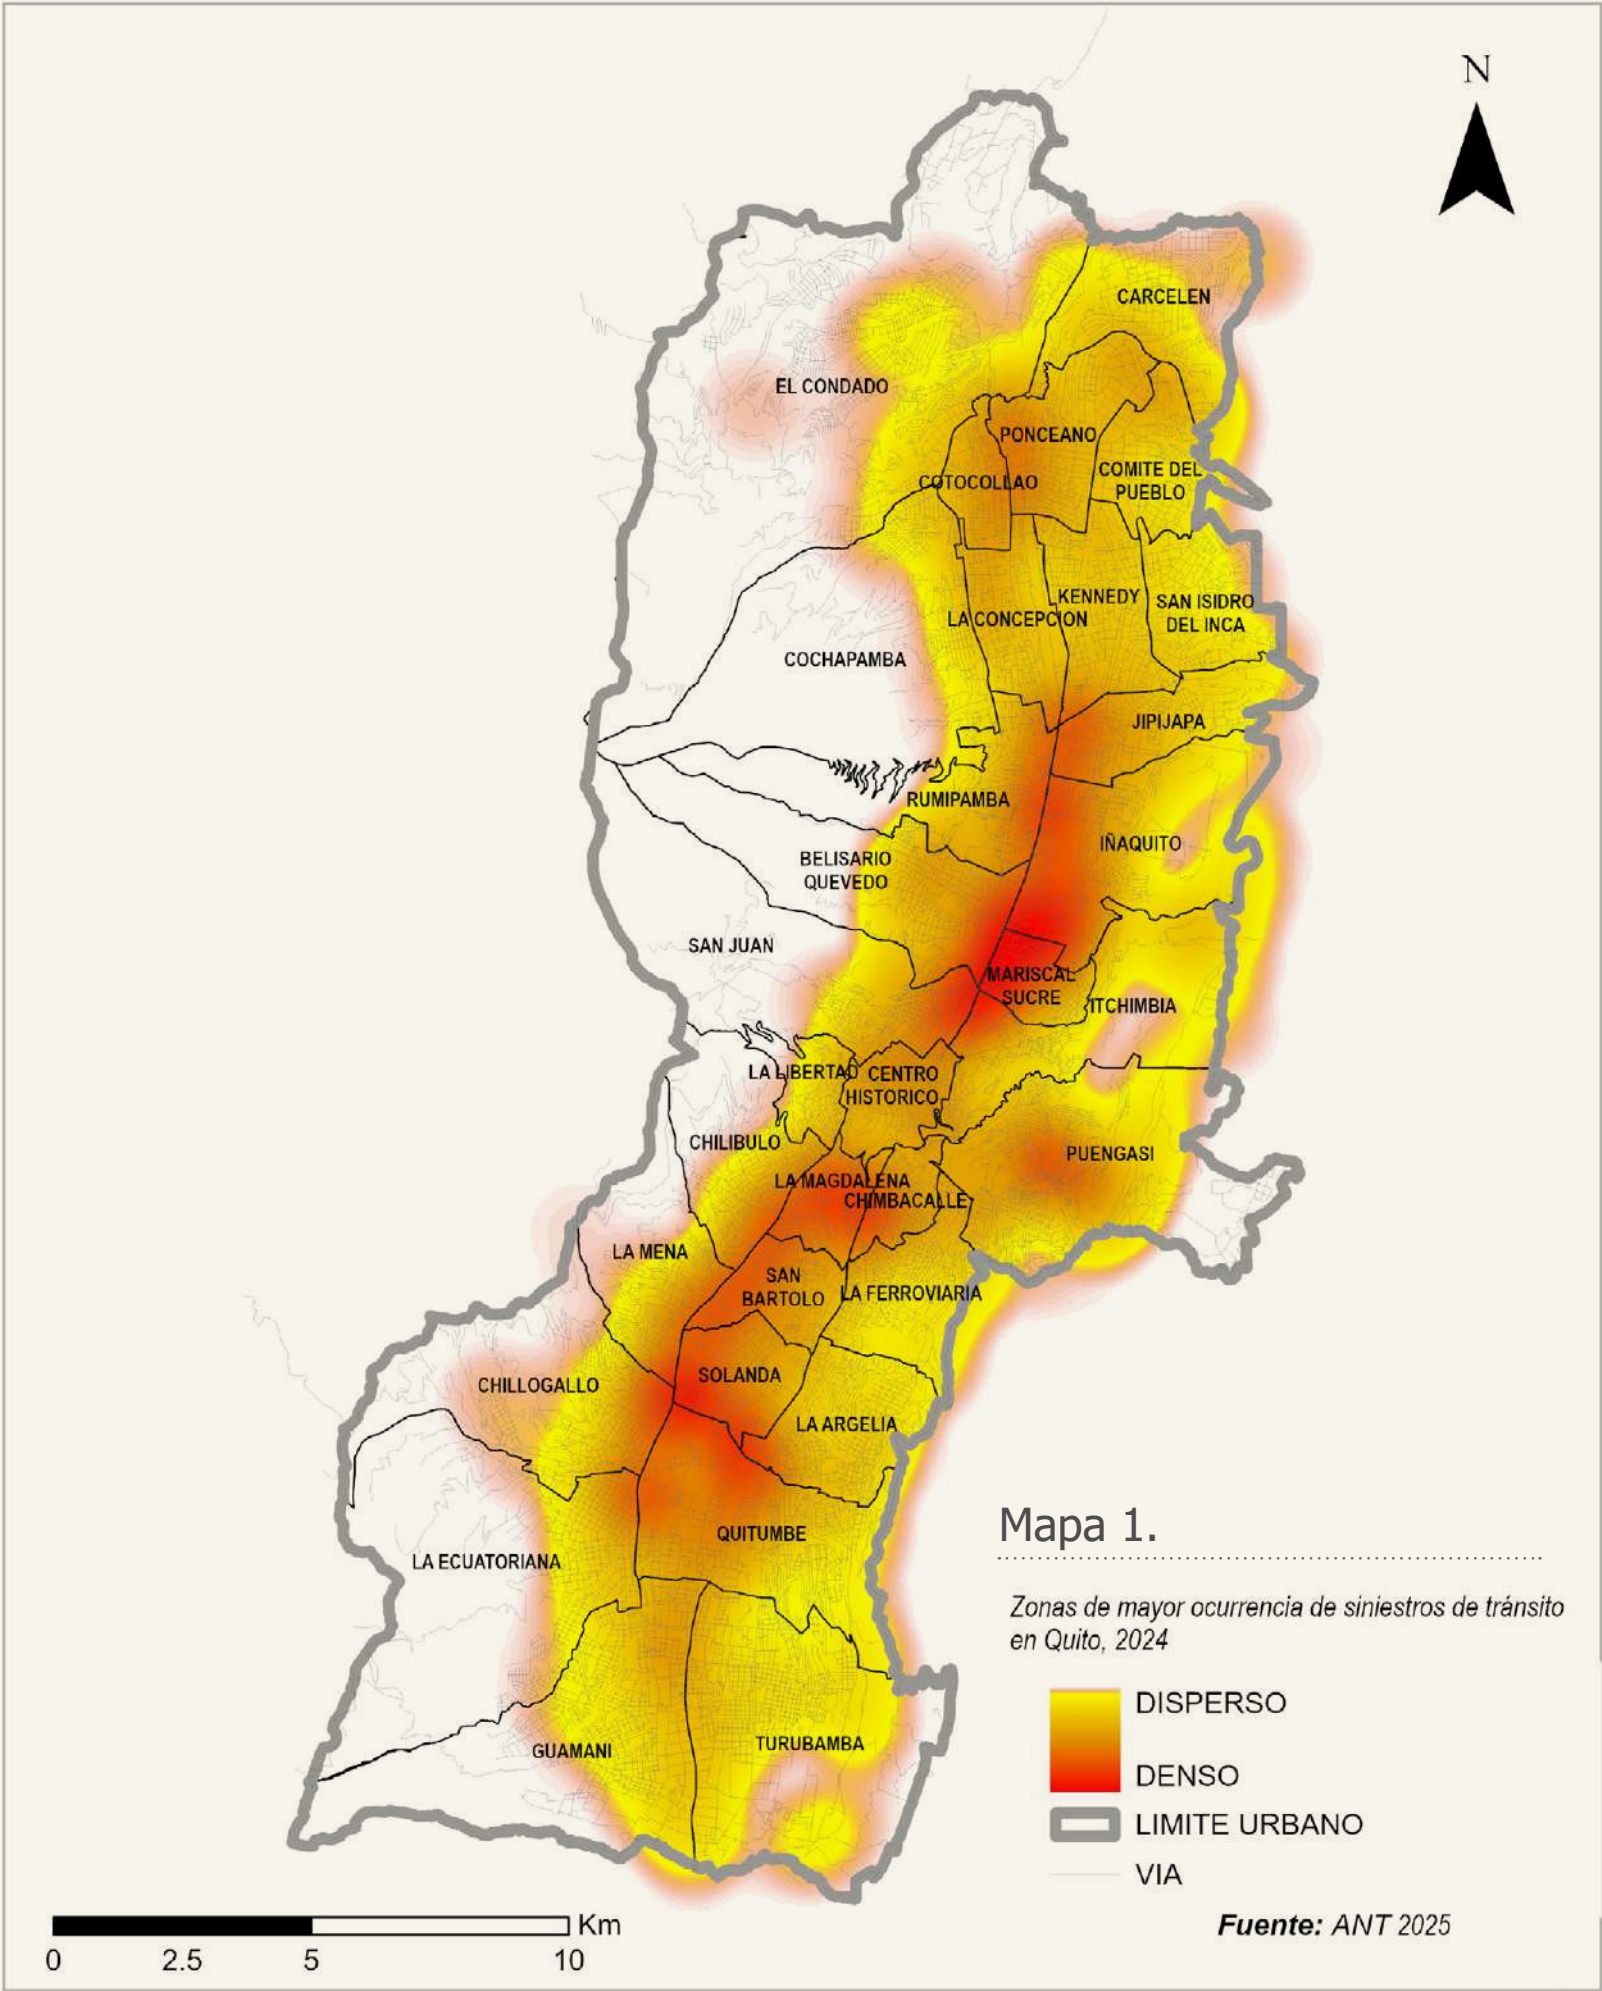 N
CARCELEN
EL CONDADO
PONCEANO
COTOCOLLAO
COMITE DEL
PUEBLO
KENNEDY
SAN ISIDRO
DEL INCA
LA CONCEPCION
COCHAPAMBA
JIPIJAPA
RUMIPAMBA
IÑAQUITO
BELISARIO
QUEVEDO
SAN JUAN
MARISCAL
SUCRE
ITCHIMBIA
LA LIBERTAD
CENTRO
HISTORICO
CHILIBULO
PUENGASI
LA MAGDALENA
CHIMBACALLE
LA MENA
SAN
BARTOLO
LA FERROVIARIA
SOLANDA
CHILLOGALLO
LA ARGELIA
QUITUMBE
LA ECUATORIANA
GUAMANI
TURUBAMBA
Mapa 1.
Zonas de mayor ocurrencia de siniestros de tránsito
en Quito, 2024
DISPERSO
DENSO
LIMITE URBANO
VIA
Fuente: ANT 2025
Km
0 2.5 5 10